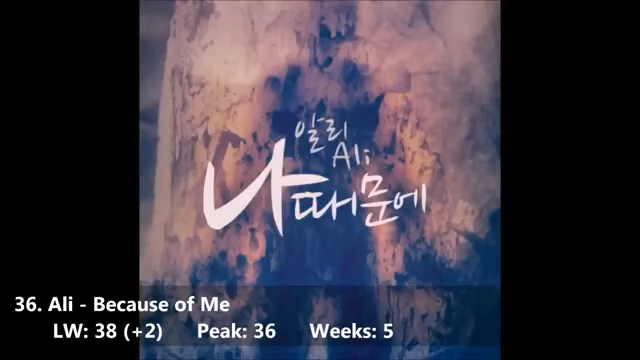 알리
Ali
나 때문에
36. Ali - Because of Me
LW: 38 (+2) Peak: 36 Weeks: 5